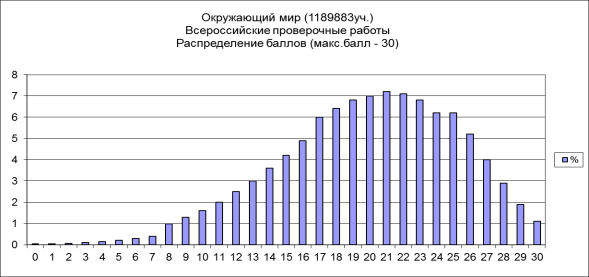 Окружающий мир (1189883уч.)
Всероссийские проверочные работы
Распределение баллов (макс.балл - 30)
8
7
6
5
4
3
2
1
0
0 1 2 3 4 5 6 7 8 9 10 11 12 13 14 15 16 17 18 19 20 21 22 23 24 25 26 27 28 29 30
%